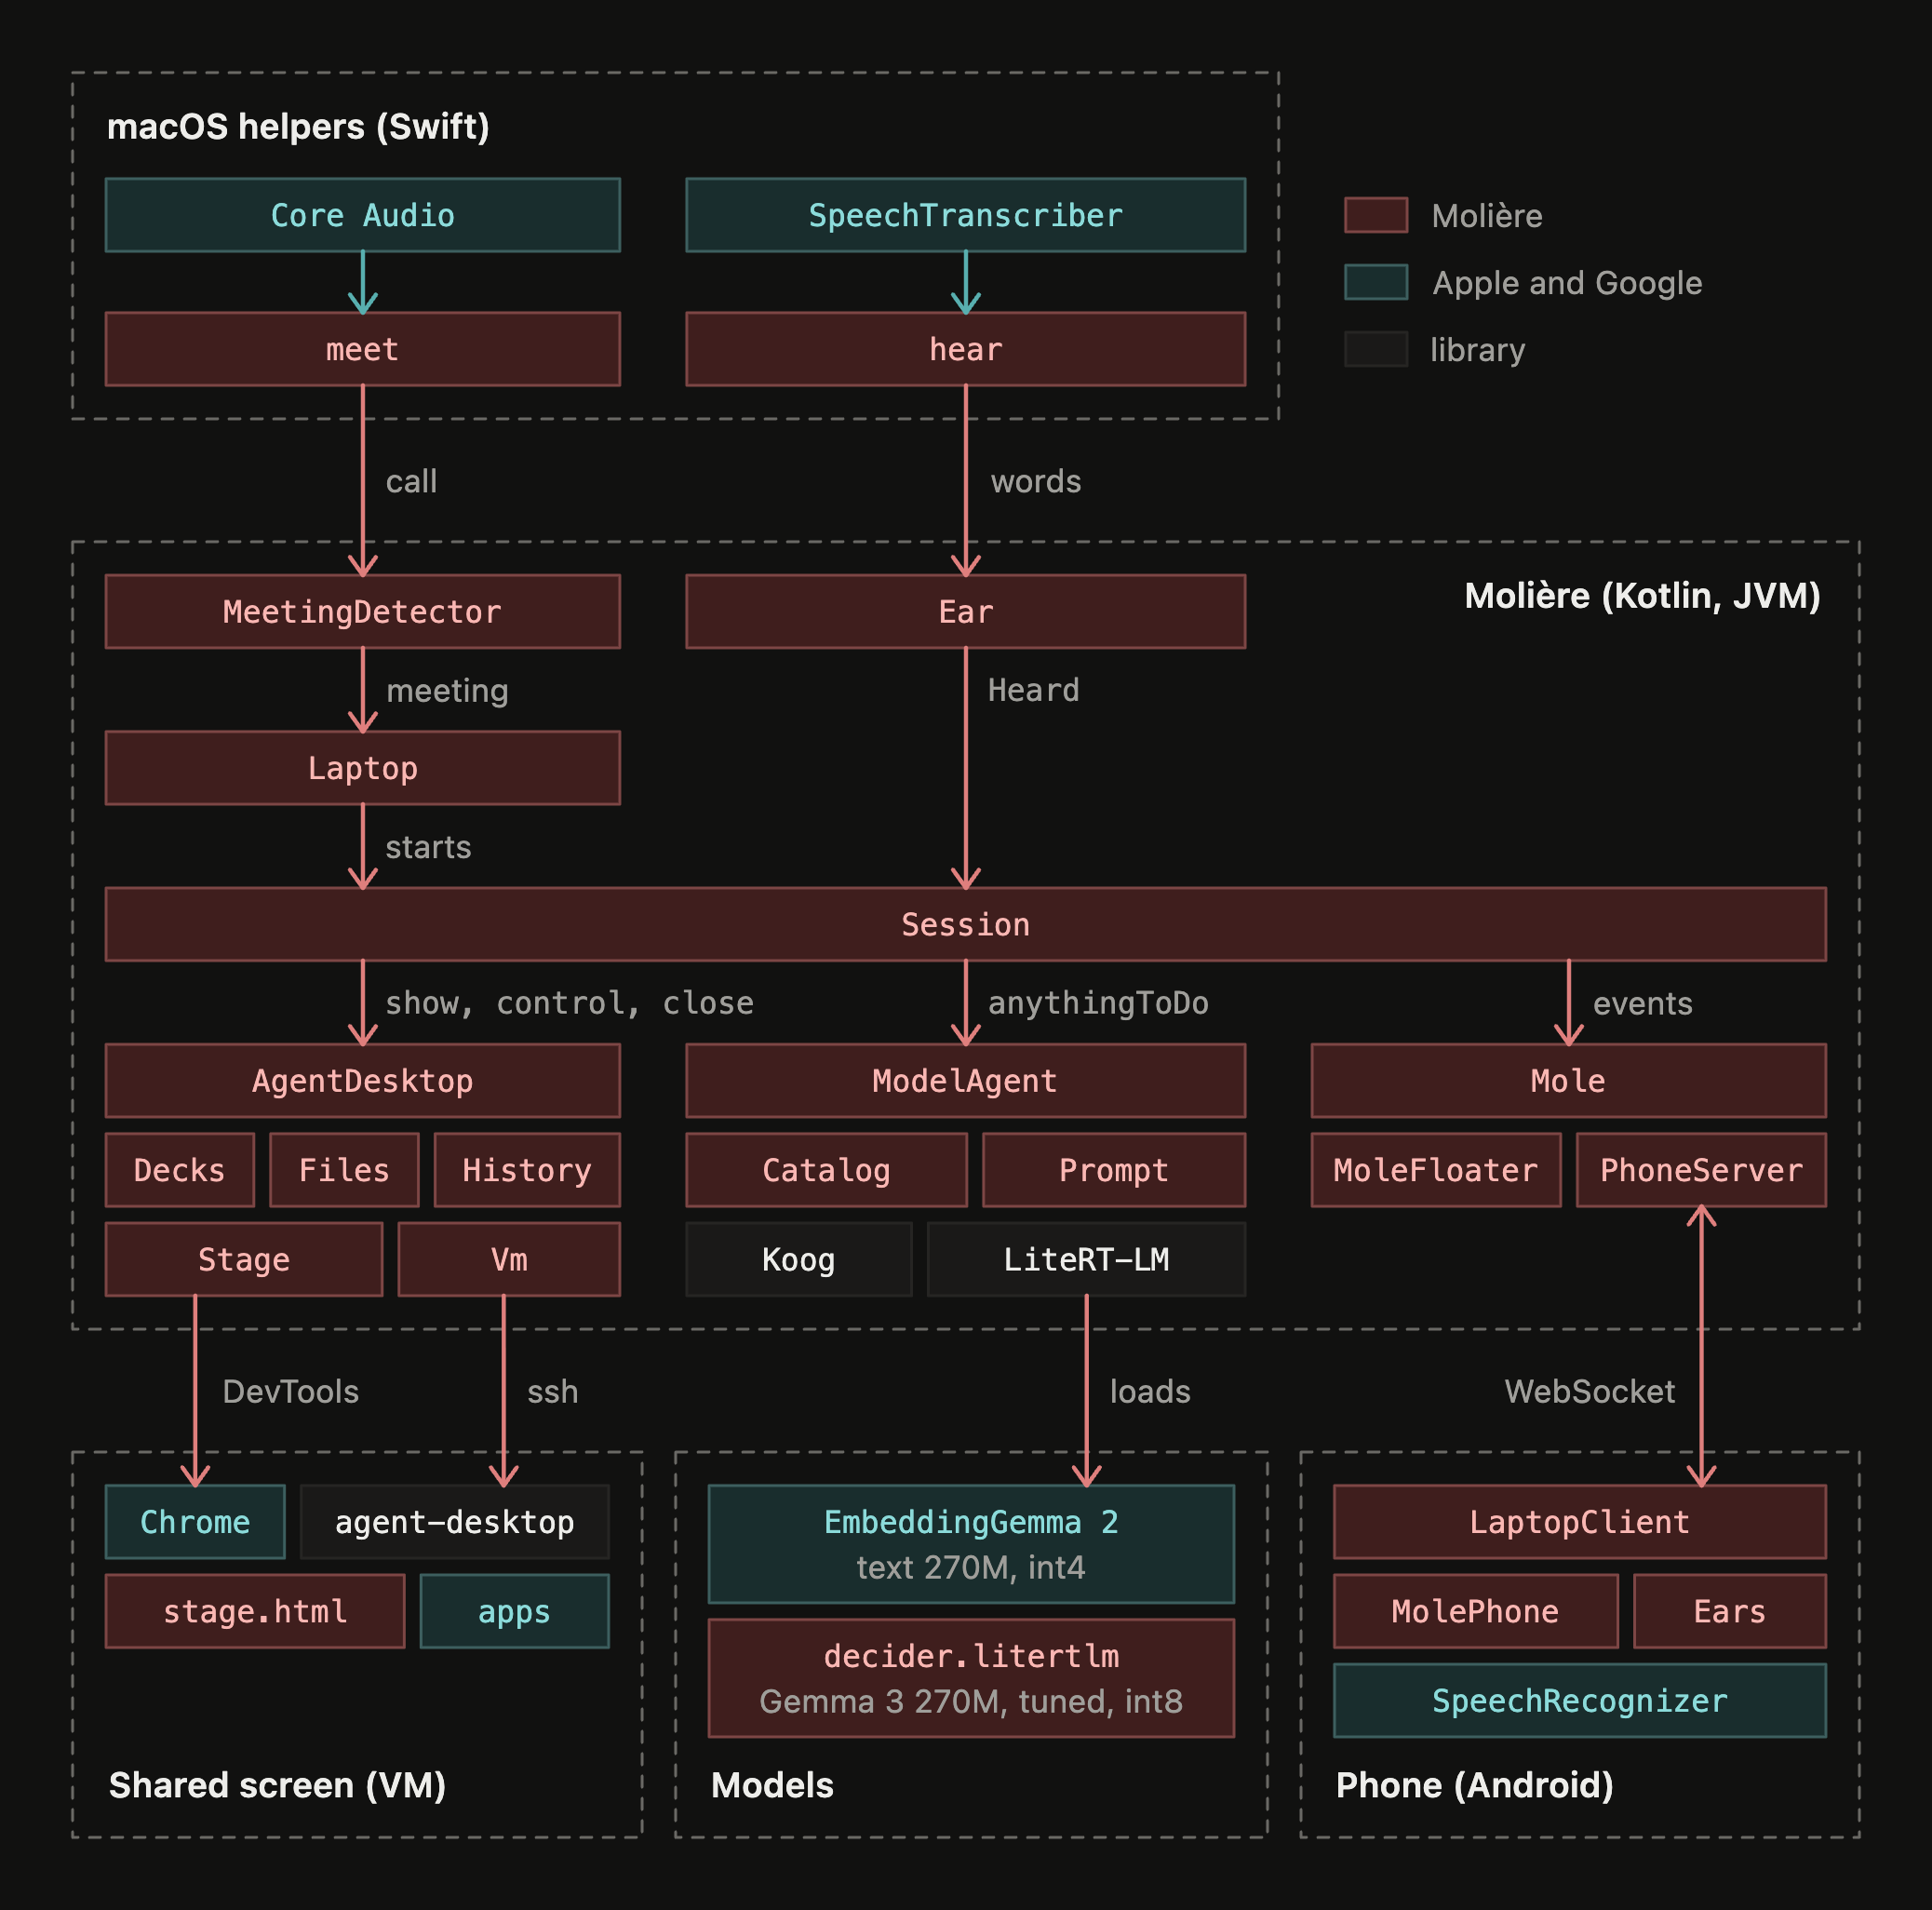 macOS helpers (Swift)
Core Audio
SpeechTranscriber
Molière
Apple and Google
meet
hear
library
call
words
MeetingDetector
Ear
Molière (Kotlin, JVM)
meeting
Heard
Laptop
starts
Session
show, control, close
anythingToDo
events
AgentDesktop
ModelAgent
Mole
Decks
Files
History
Catalog
Prompt
MoleFloater
PhoneServer
Stage
Vm
Koog
LiteRT-LM
DevTools
ssh
loads
WebSocket
Chrome
agent-desktop
EmbeddingGemma 2
text 270M, int4
LaptopClient
stage.html
apps
MolePhone
Ears
decider.litertlm
Gemma 3 270M, tuned, int8
SpeechRecognizer
Shared screen (VM)
Models
Phone (Android)